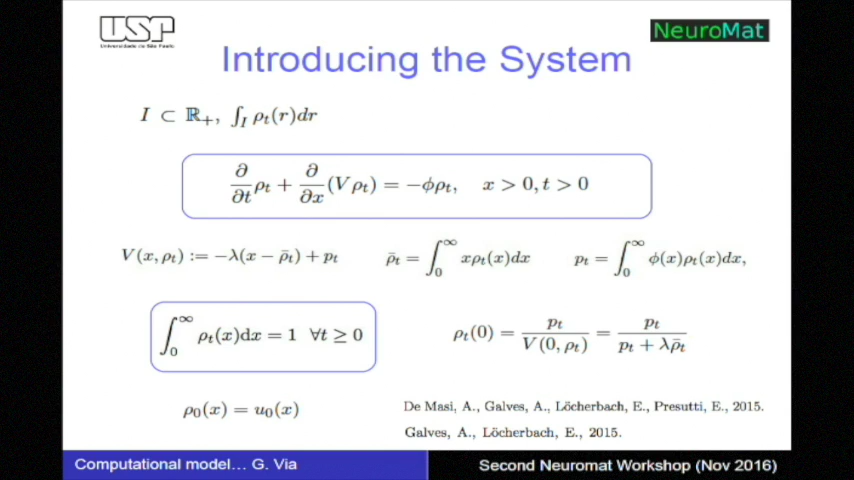 USP
Universidade de São Paulo
NeuroMat
Introducing the System
I ⊂ ℝ₊, ∫_I ρ_t(r)dr
∂/∂t ρ_t + ∂/∂x (V ρ_t) = −ϕρ_t, x > 0, t > 0
V(x, ρ_t) := −λ(x − ρ̄_t) + p_t    ρ̄_t = ∫_0^∞ xρ_t(x)dx    p_t = ∫_0^∞ ϕ(x)ρ_t(x)dx,
∫_0^∞ ρ_t(x)dx = 1 ∀t ≥ 0    ρ_t(0) = p_t / V(0, ρ_t) = p_t / (p_t + λρ̄_t)
ρ_0(x) = u_0(x)
De Masi, A., Galves, A., Löcherbach, E., Presutti, E., 2015.
Galves, A., Löcherbach, E., 2015.
Computational model... G. Via
Second Neuromat Workshop (Nov 2016)